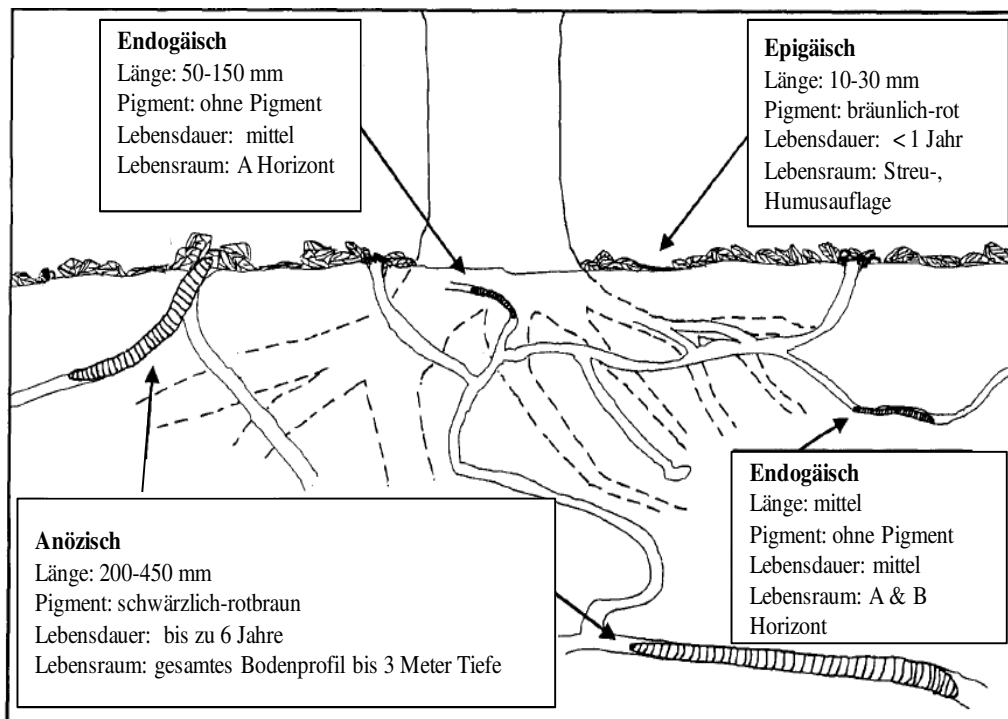 Endogäisch
Länge: 50-150 mm
Pigment: ohne Pigment
Lebensdauer: mittel
Lebensraum: A Horizont
Epigäisch
Länge: 10-30 mm
Pigment: bräunlich-rot
Lebensdauer: < 1 Jahr
Lebensraum: Streu-,
Humusauflage
Anözisch
Länge: 200-450 mm
Pigment: schwärzlich-rotbraun
Lebensdauer: bis zu 6 Jahre
Lebensraum: gesamtes Bodenprofil bis 3 Meter Tiefe
Endogäisch
Länge: mittel
Pigment: ohne Pigment
Lebensdauer: mittel
Lebensraum: A & B
Horizont